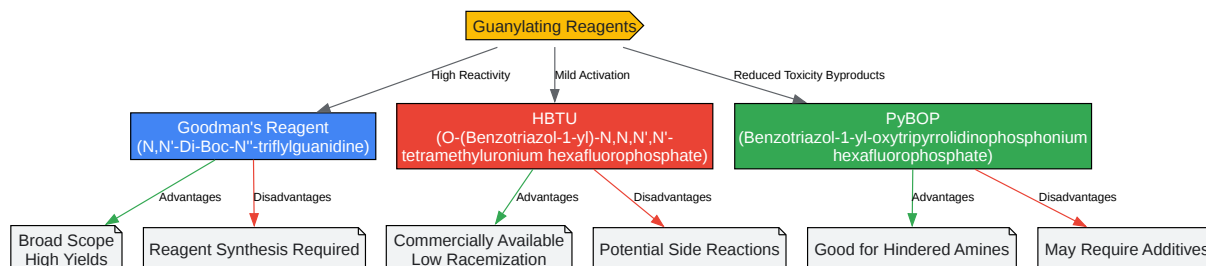 Guanylating Reagents
High Reactivity
Mild Activation
Reduced Toxicity Byproducts
Goodman's Reagent
(N,N'-Di-Boc-N''-triflylguanidine)
HBTU
(O-(Benzotriazol-1-yl)-N,N,N',N'-
tetramethyluronium hexafluorophosphate)
PyBOP
(Benzotriazol-1-yl-oxytripyrrolidinophosphonium
hexafluorophosphate)
Advantages
Disadvantages
Advantages
Disadvantages
Advantages
Disadvantages
Broad Scope
High Yields
Reagent Synthesis Required
Commercially Available
Low Racemization
Potential Side Reactions
Good for Hindered Amines
May Require Additives